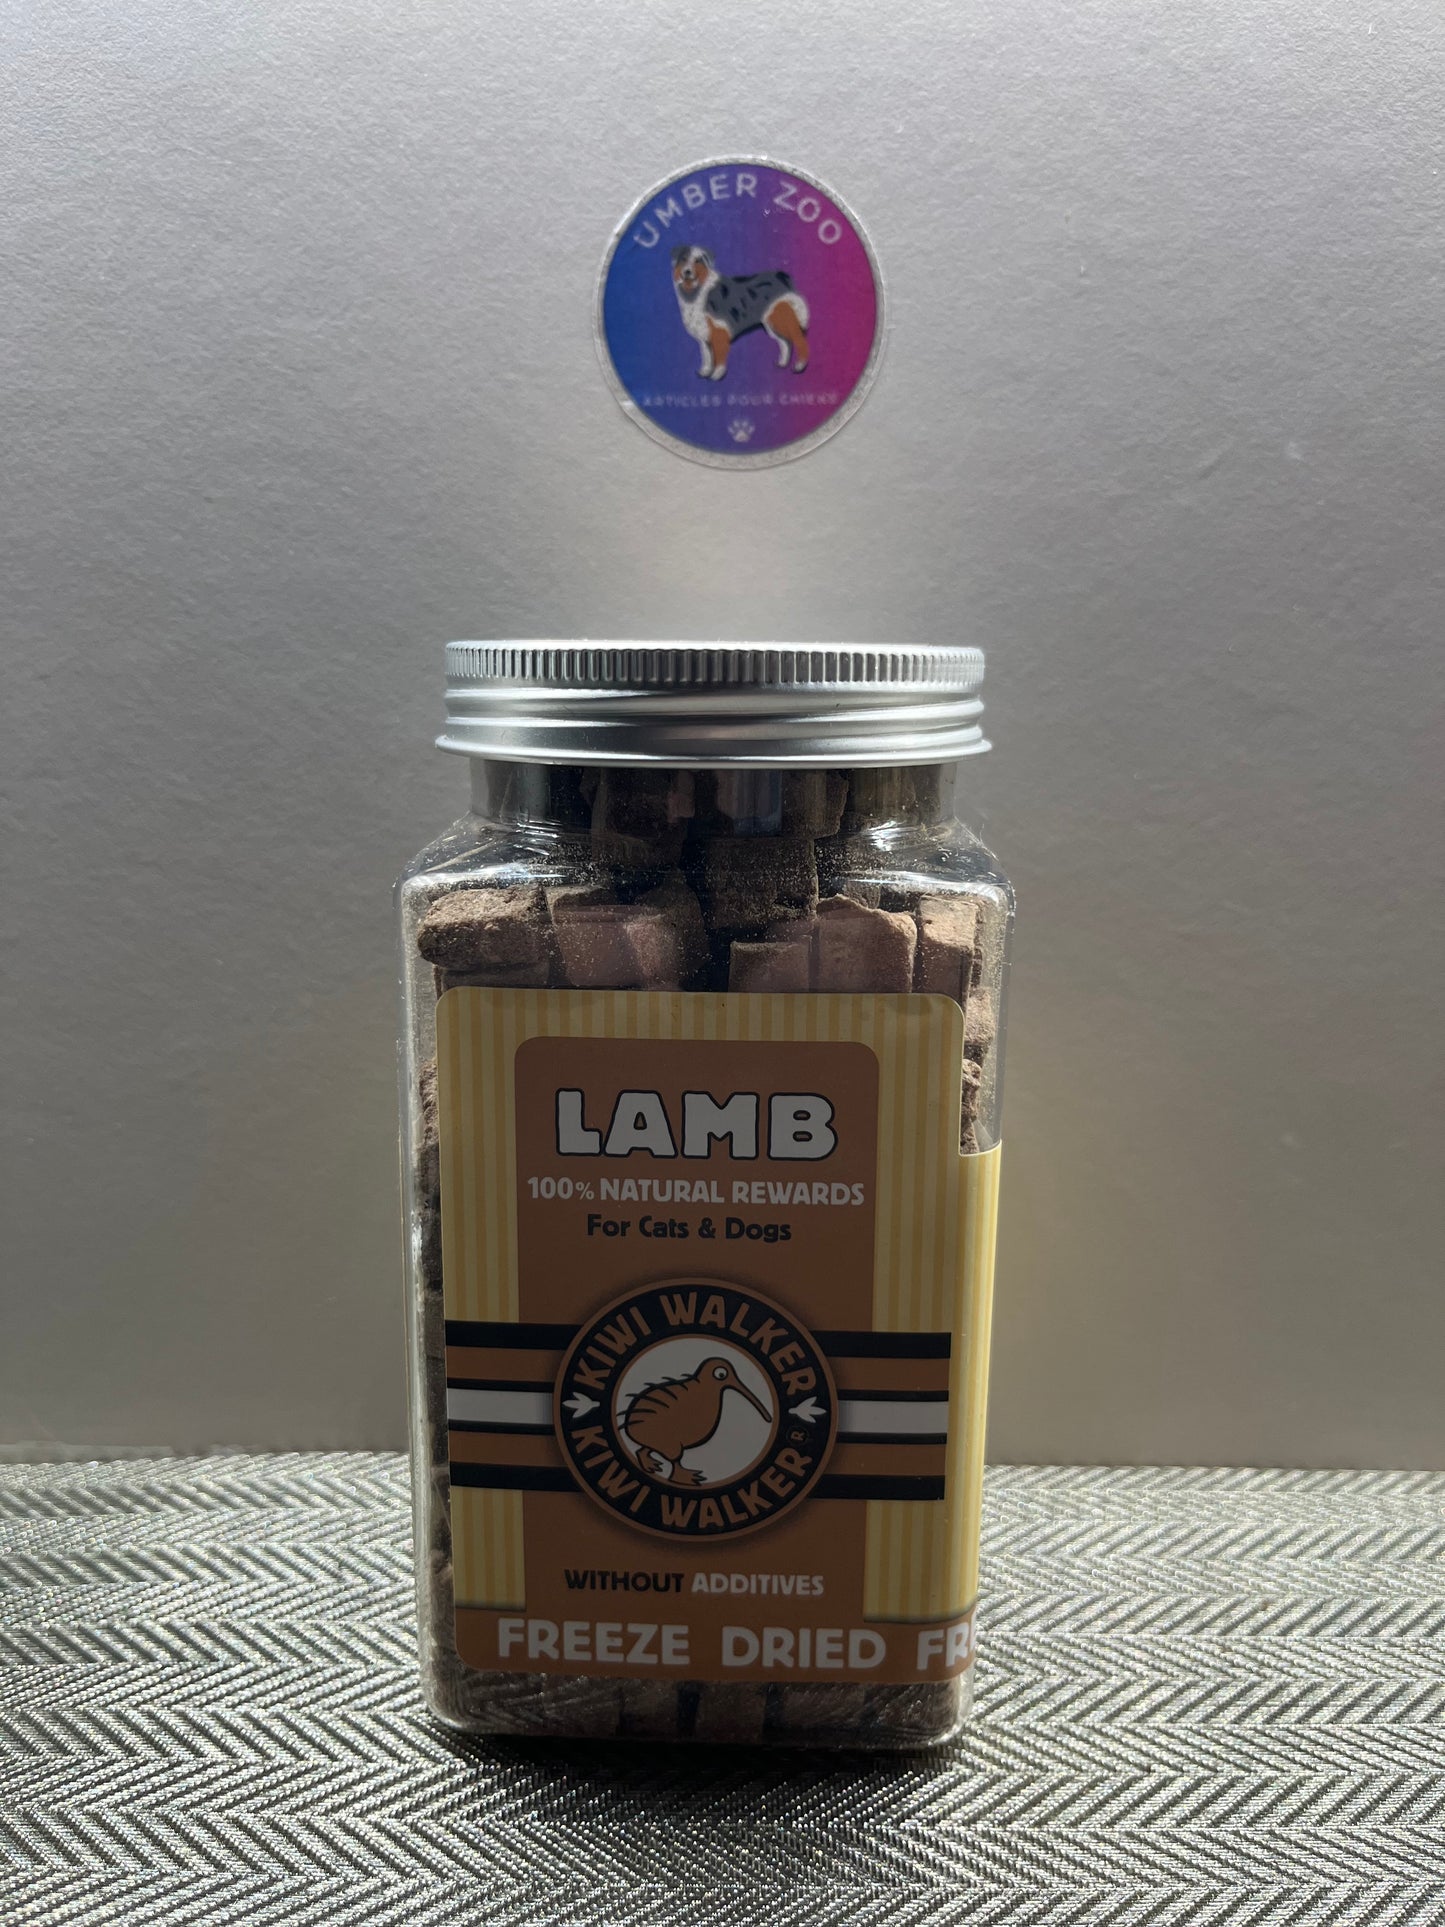 UMBER ZOO
ARTICLES POUR CHIENS
LAMB
100% NATURAL REWARDS
For Cats & Dogs
KIWI WALKER
KIWI WALKER®
WITHOUT ADDITIVES
FREEZE DRIED FR